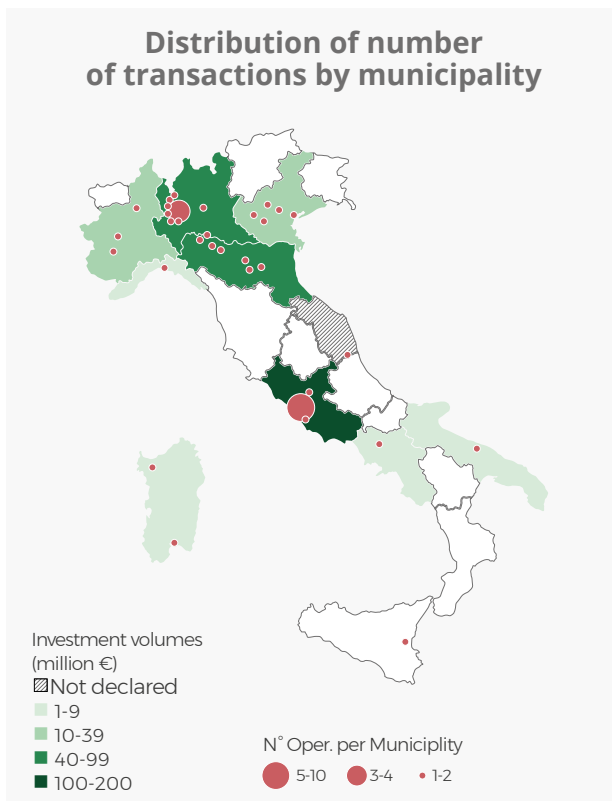 Distribution of number
of transactions by municipality
Investment volumes
(million €)
Not declared
1-9
10-39
40-99
100-200
N° Oper. per Municiplity
5-10
3-4
1-2